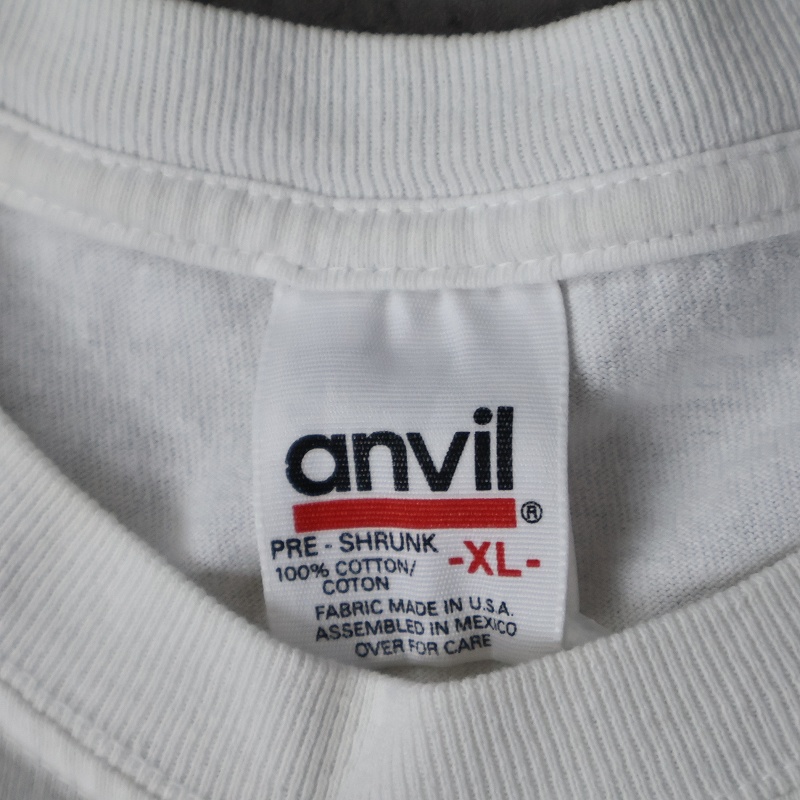 anvil®
PRE - SHRUNK -XL-
100% COTTON/
COTON
FABRIC MADE IN U.S.A.
ASSEMBLED IN MEXICO
OVER FOR CARE